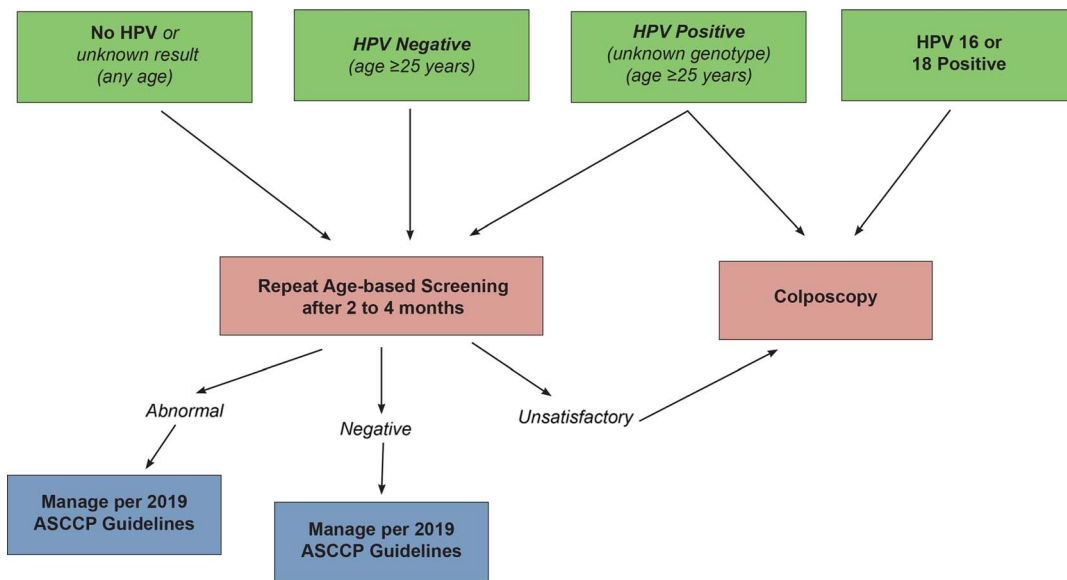 No HPV or
unknown result
(any age)
HPV Negative
(age ≥25 years)
HPV Positive
(unknown genotype)
(age ≥25 years)
HPV 16 or
18 Positive
Repeat Age-based Screening
after 2 to 4 months
Colposcopy
Abnormal
Negative
Unsatisfactory
Manage per 2019
ASCCP Guidelines
Manage per 2019
ASCCP Guidelines